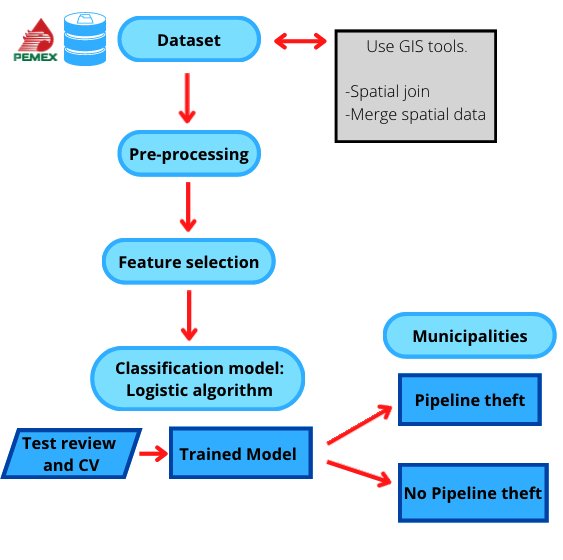 PEMEX
Dataset
Use GIS tools.
-Spatial join
-Merge spatial data
Pre-processing
Feature selection
Classification model:
Logistic algorithm
Municipalities
Pipeline theft
Test review
and CV
Trained Model
No Pipeline theft